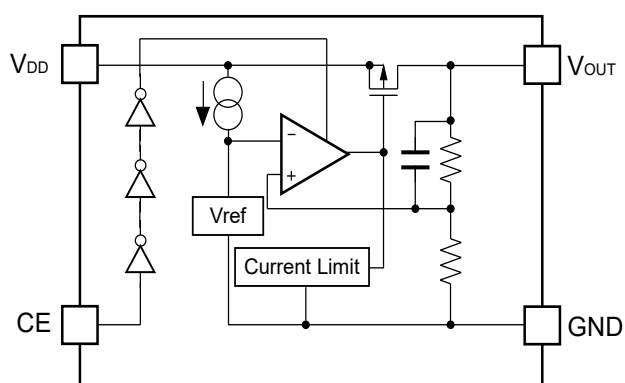 VDD
VOUT
−
+
Vref
Current Limit
CE
GND